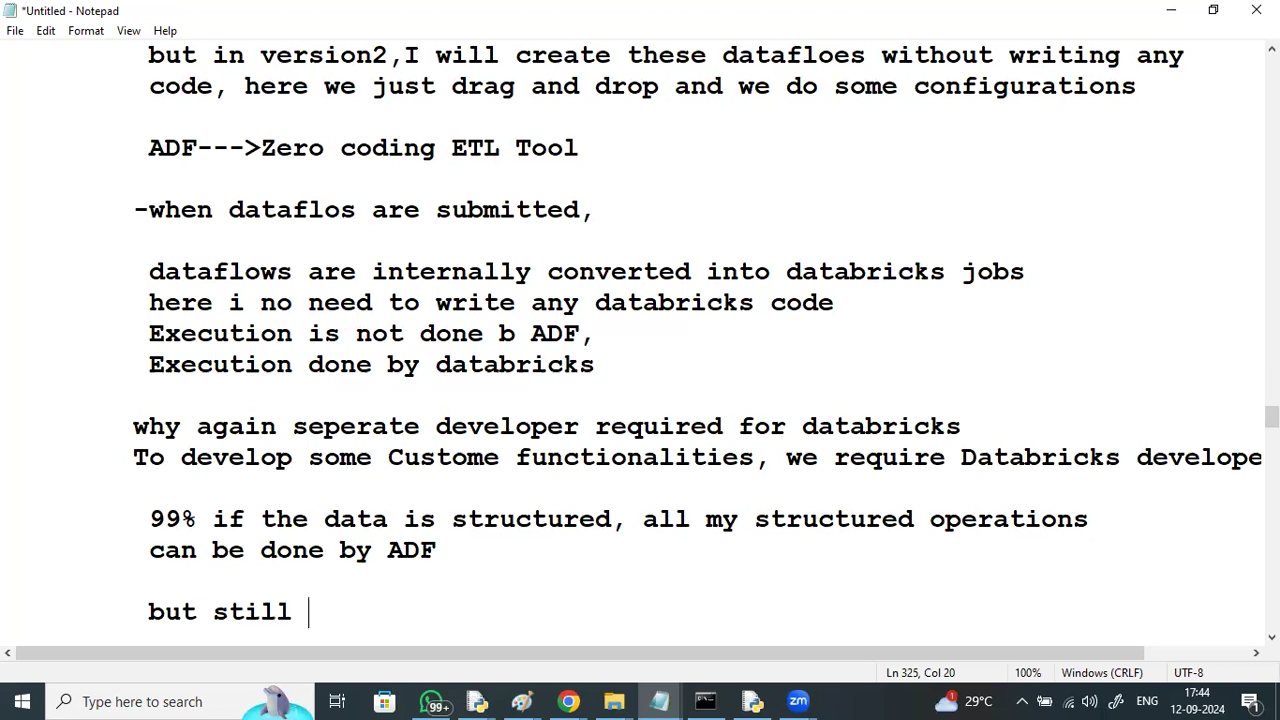 *Untitled - Notepad
File Edit Format View Help
but in version2,I will create these datafloes without writing any
code, here we just drag and drop and we do some configurations
ADF--->Zero coding ETL Tool
-when dataflos are submitted,
dataflows are internally converted into databricks jobs
here i no need to write any databricks code
Execution is not done b ADF,
Execution done by databricks
why again seperate developer required for databricks
To develop some Custome functionalities, we require Databricks develope
99% if the data is structured, all my structured operations
can be done by ADF
but still
Ln 325, Col 20 100% Windows (CRLF) UTF-8
Type here to search 99+ 1 29°C ENG 17:44 12-09-2024 1